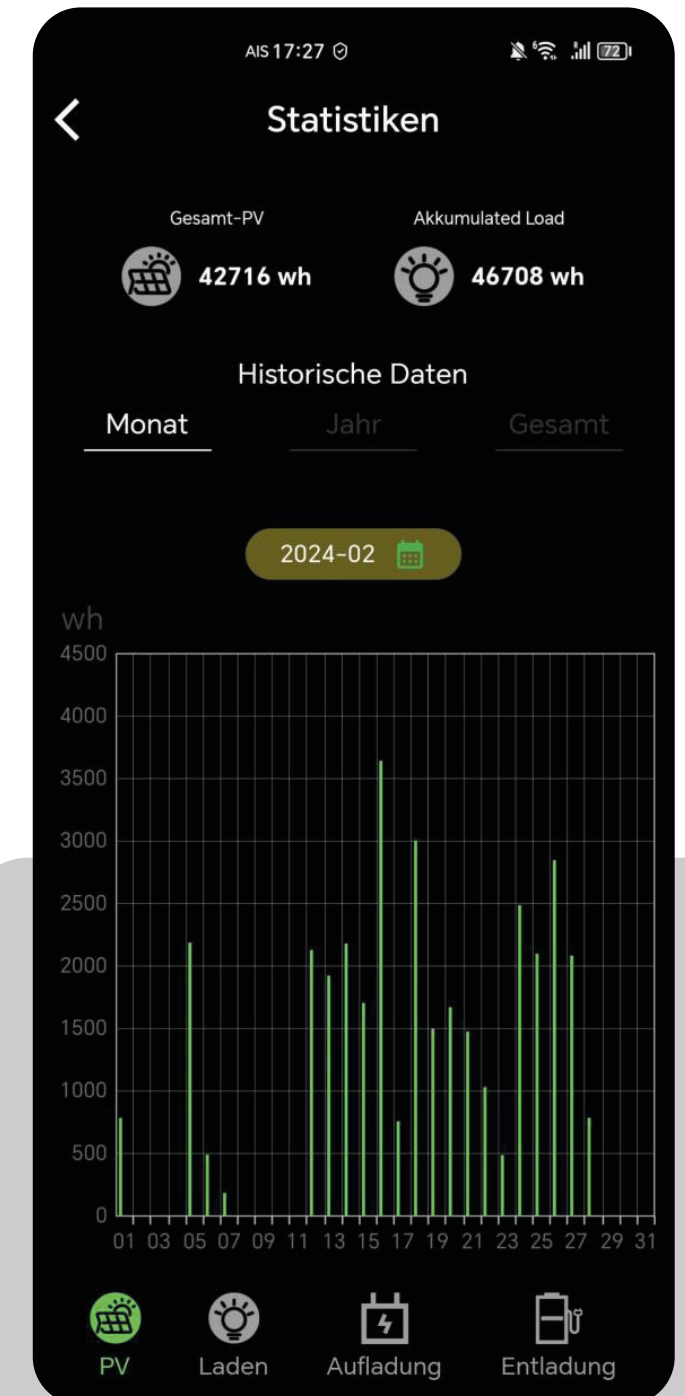 AIS 17:27 6 72
Statistiken
Gesamt-PV Akkumulated Load
42716 wh 46708 wh
Historische Daten
Monat Jahr Gesamt
2024-02
wh
4500
4000
3500
3000
2500
2000
1500
1000
500
0
01 03 05 07 09 11 13 15 17 19 21 23 25 27 29 31
PV Laden Aufladung Entladung